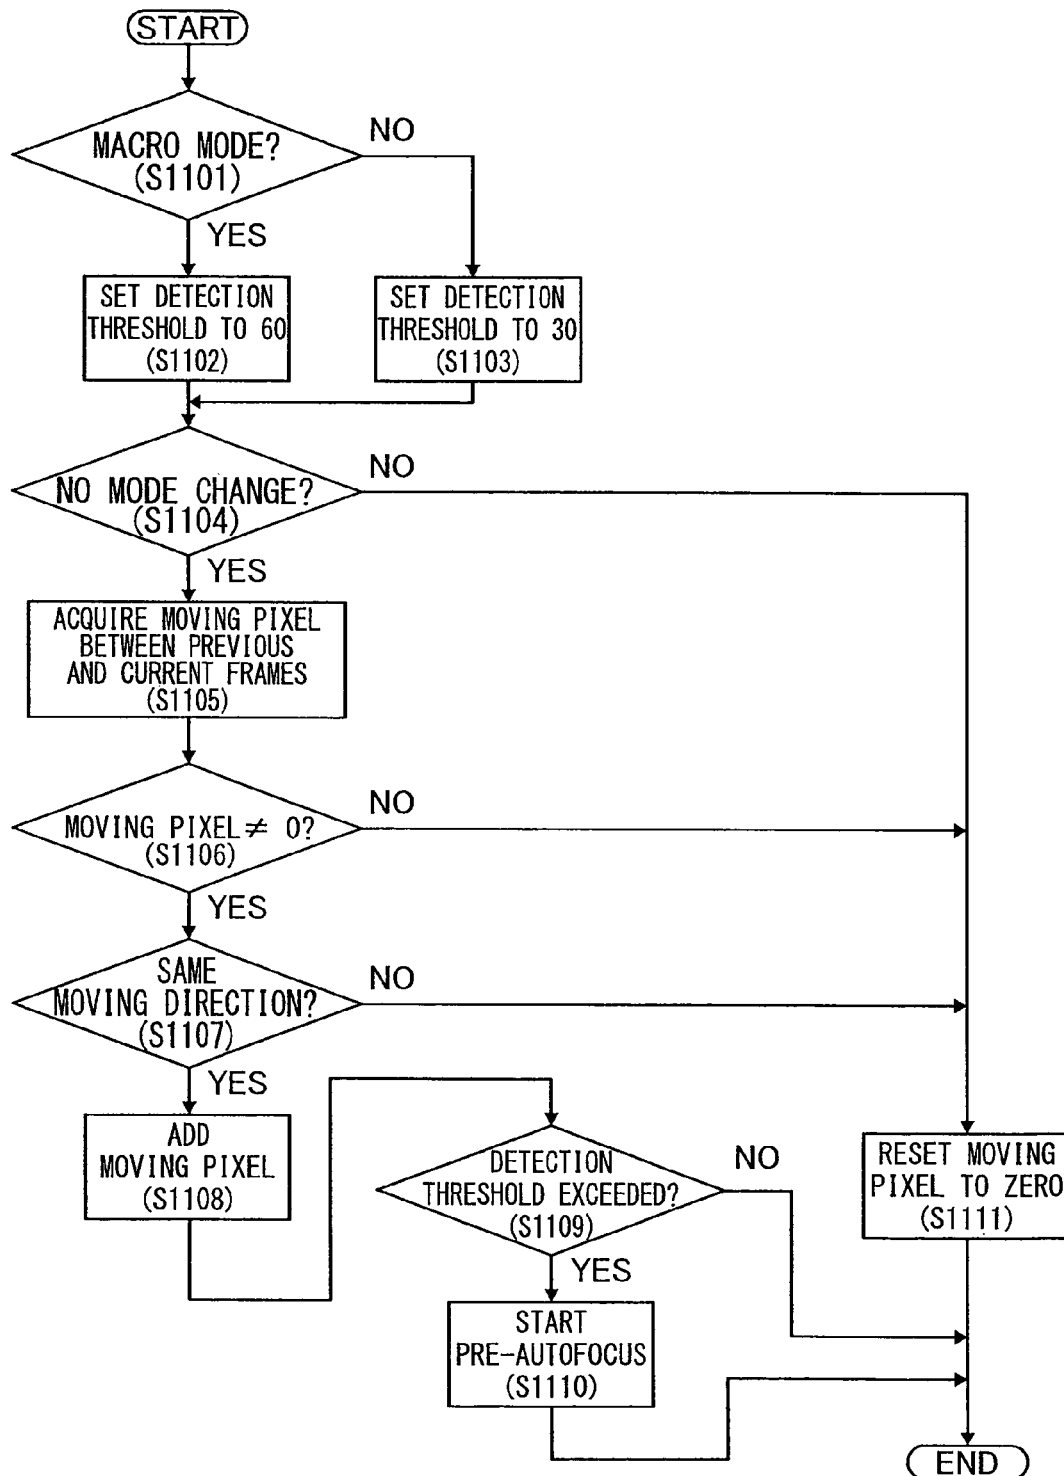 START
MACRO MODE?
(S1101)
NO
YES
SET DETECTION
THRESHOLD TO 60
(S1102)
SET DETECTION
THRESHOLD TO 30
(S1103)
NO MODE CHANGE?
(S1104)
NO
YES
ACQUIRE MOVING PIXEL
BETWEEN PREVIOUS
AND CURRENT FRAMES
(S1105)
MOVING PIXEL≠ 0?
(S1106)
NO
YES
SAME
MOVING DIRECTION?
(S1107)
NO
YES
ADD
MOVING PIXEL
(S1108)
DETECTION
THRESHOLD EXCEEDED?
(S1109)
NO
YES
START
PRE-AUTOFOCUS
(S1110)
RESET MOVING
PIXEL TO ZERO
(S1111)
END